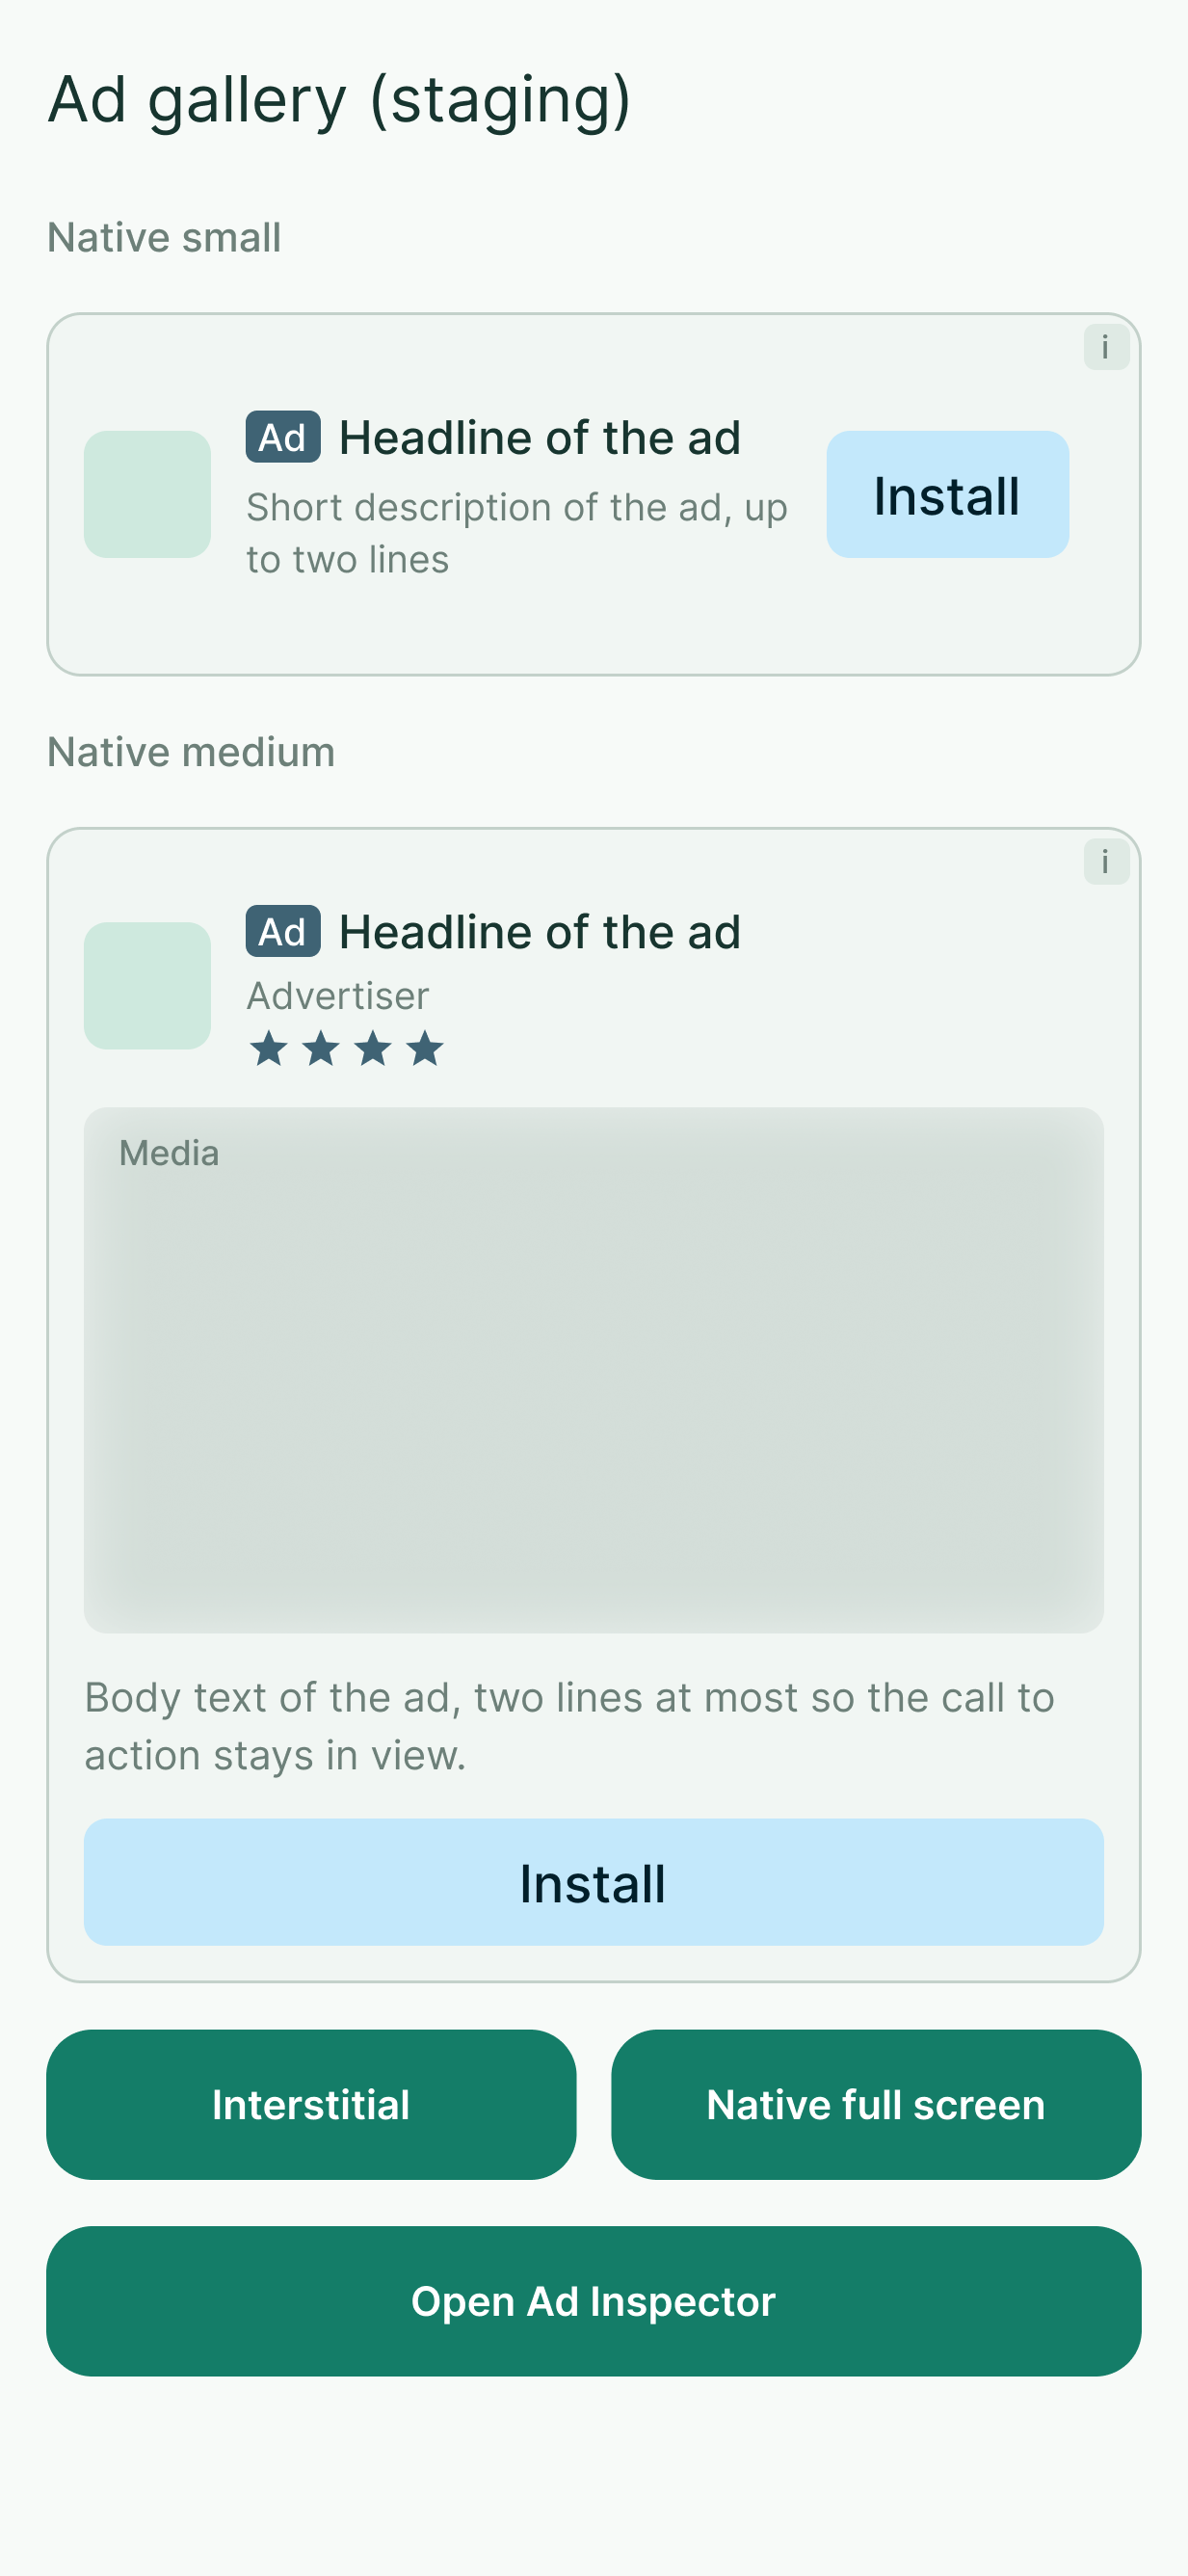 Ad gallery (staging)
Native small
i
Ad Headline of the ad
Short description of the ad, up
to two lines
Install
Native medium
i
Ad Headline of the ad
Advertiser
Media
Body text of the ad, two lines at most so the call to
action stays in view.
Install
Interstitial
Native full screen
Open Ad Inspector